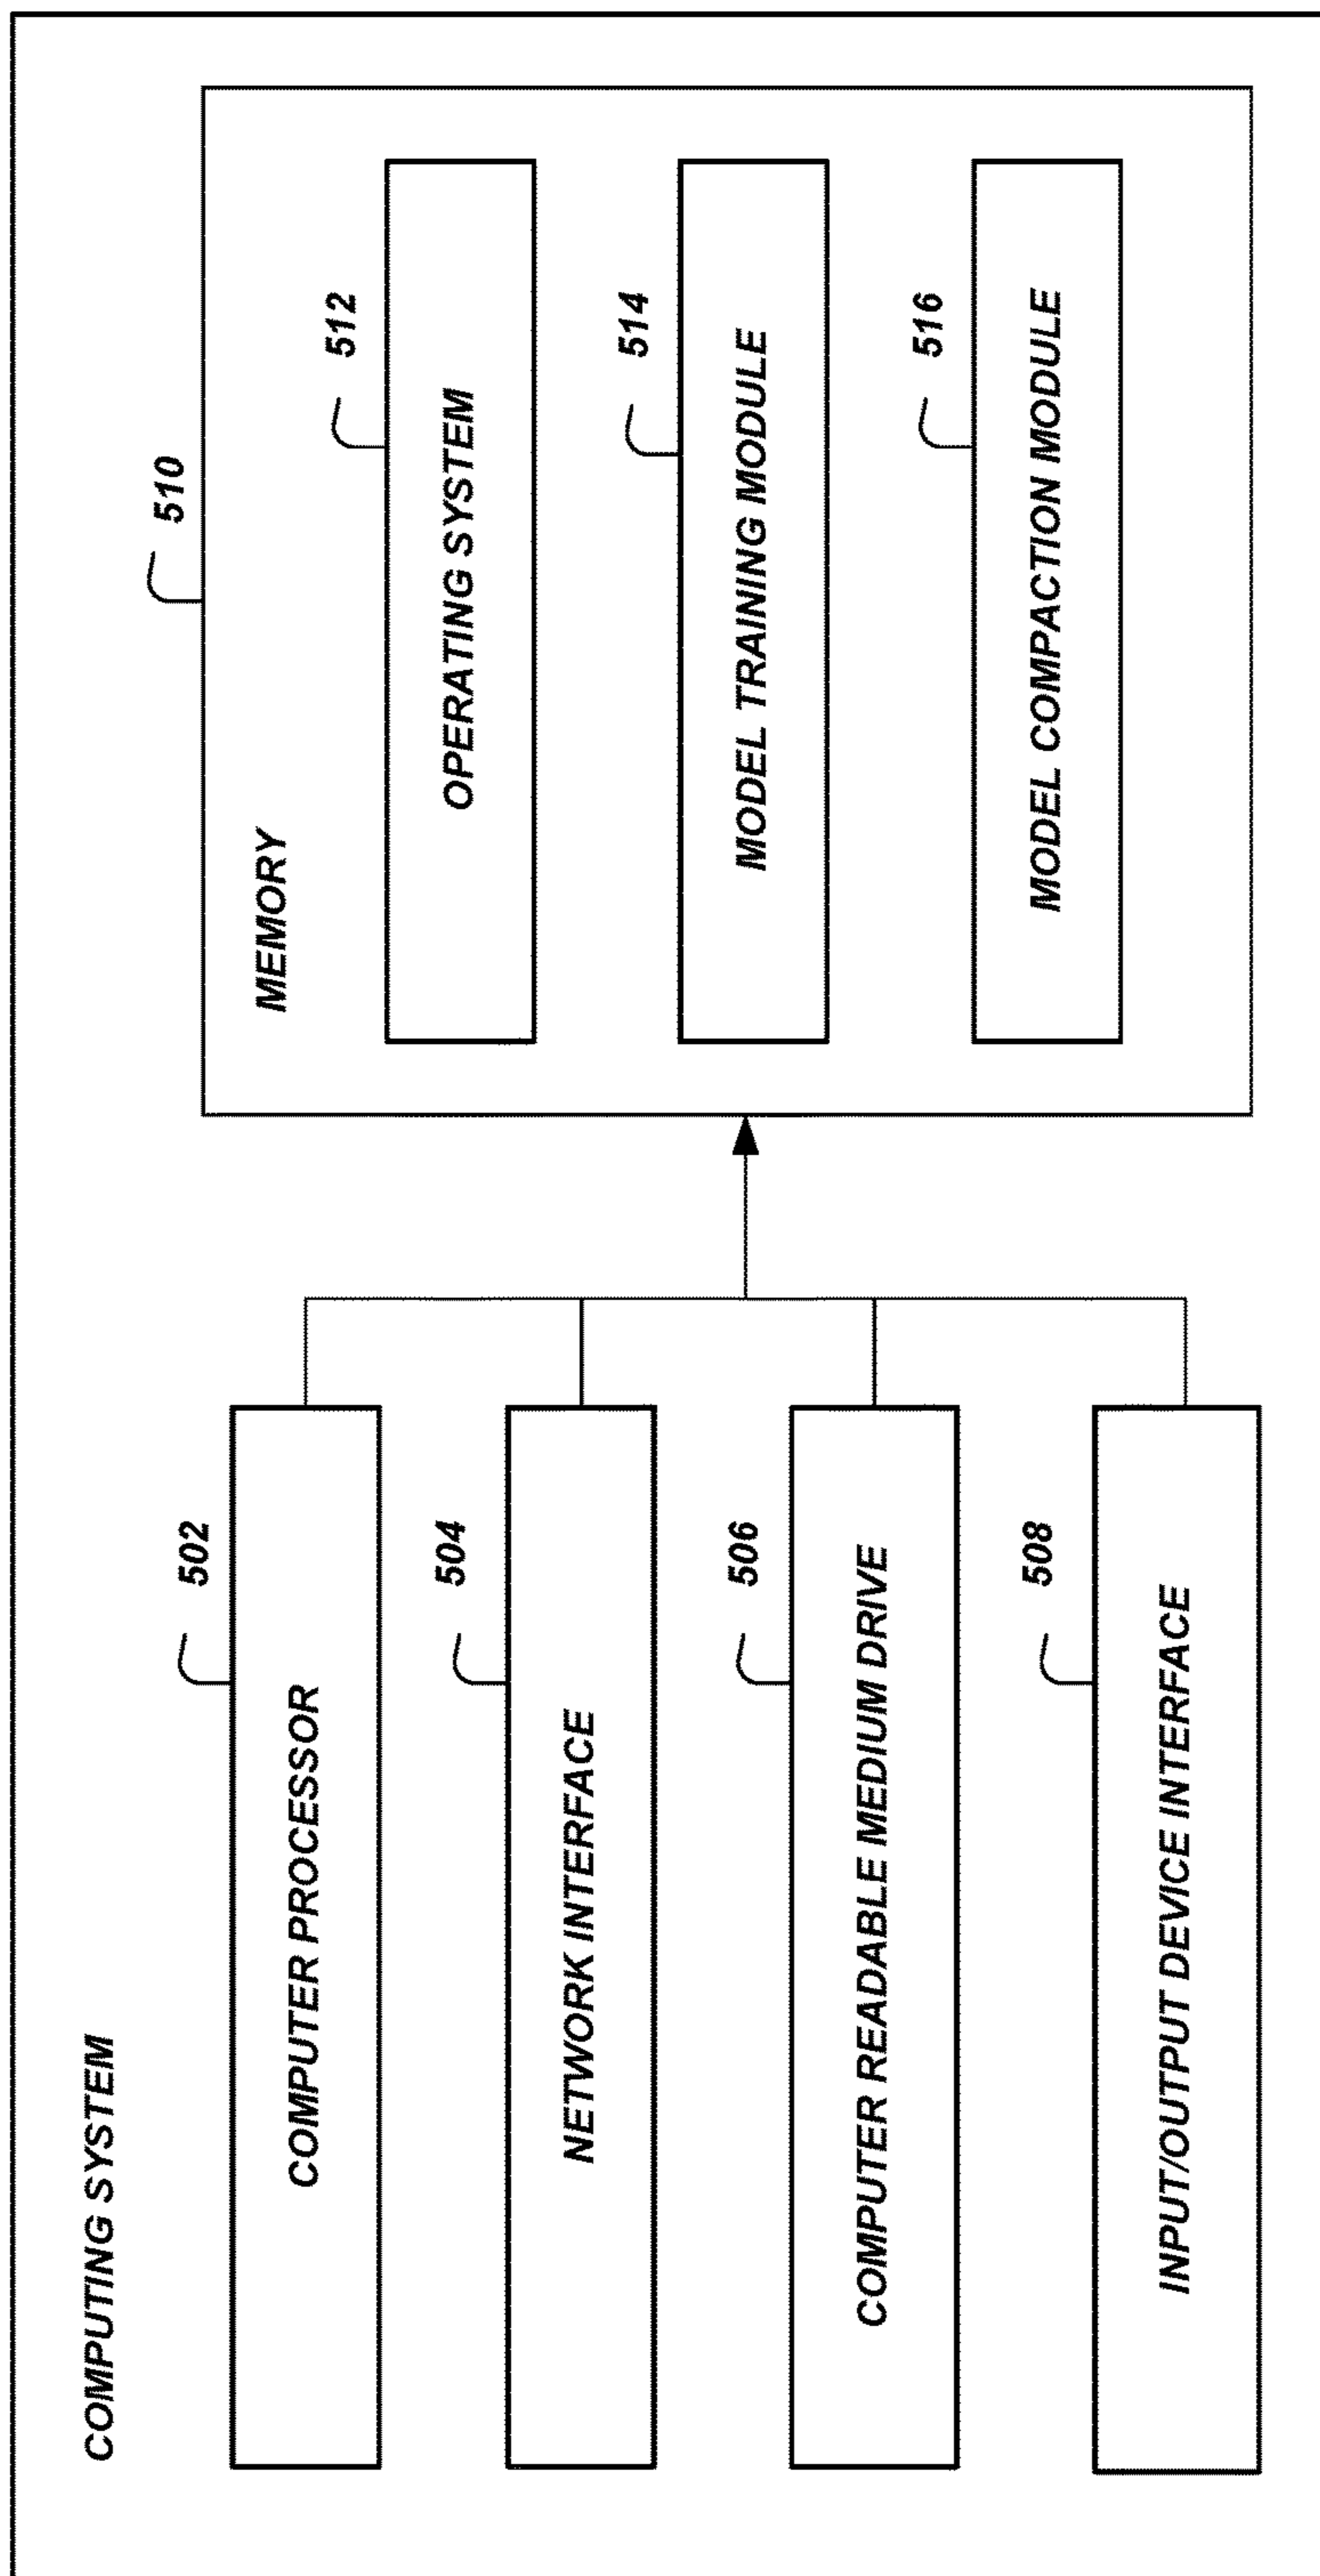 COMPUTING SYSTEM
502
COMPUTER PROCESSOR
504
NETWORK INTERFACE
506
COMPUTER READABLE MEDIUM DRIVE
508
INPUT/OUTPUT DEVICE INTERFACE
510
MEMORY
512
OPERATING SYSTEM
514
MODEL TRAINING MODULE
516
MODEL COMPACTION MODULE